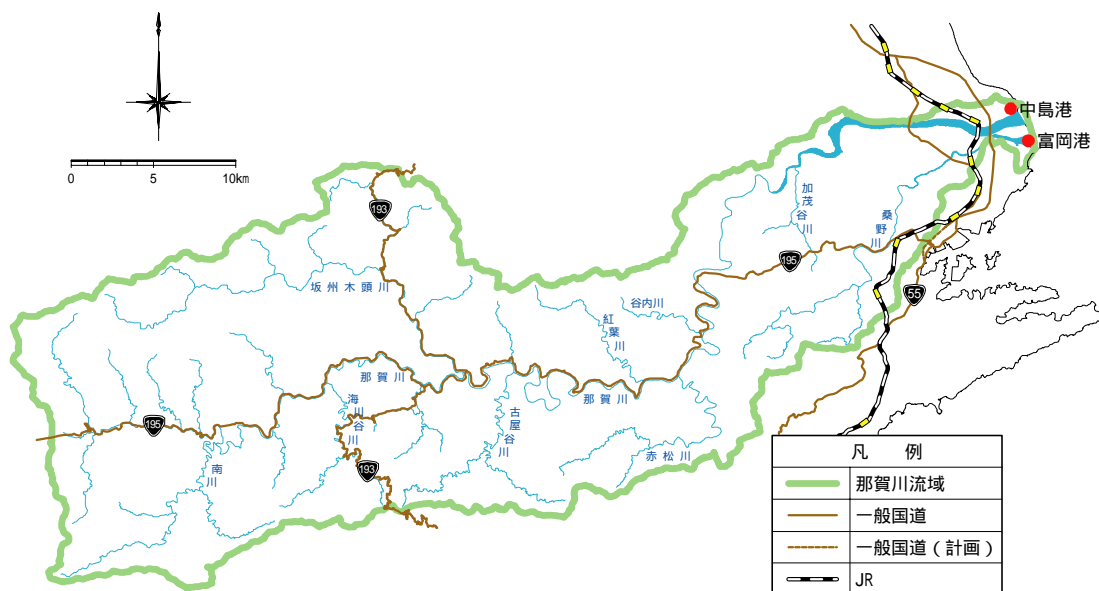 中島港
富岡港
0 5 10km
加茂谷川
桑野川
193
195
坂州木頭川
谷内川
紅葉川
55
那賀川
那賀川
海川谷川
古屋谷川
195
赤松川
南川
193
凡 例
那賀川流域
一般国道
一般国道(計画)
JR